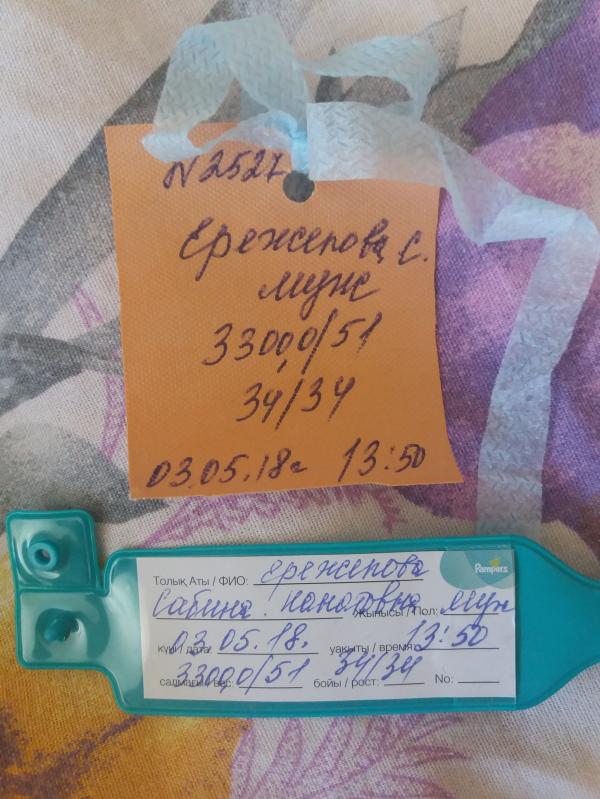 N 2527
Ережепова С.
муж
3300,0/51
34/34
03.05.18г 13:50
Pampers
Толық Аты / ФИО: Ережепова
Сабина Канатовна Жынысы / Пол: муж
күні / дата: 03.05.18. уақыты / время: 13:50
салмағы / вес: 3300,0/51 бойы / рост: 34/34 No: